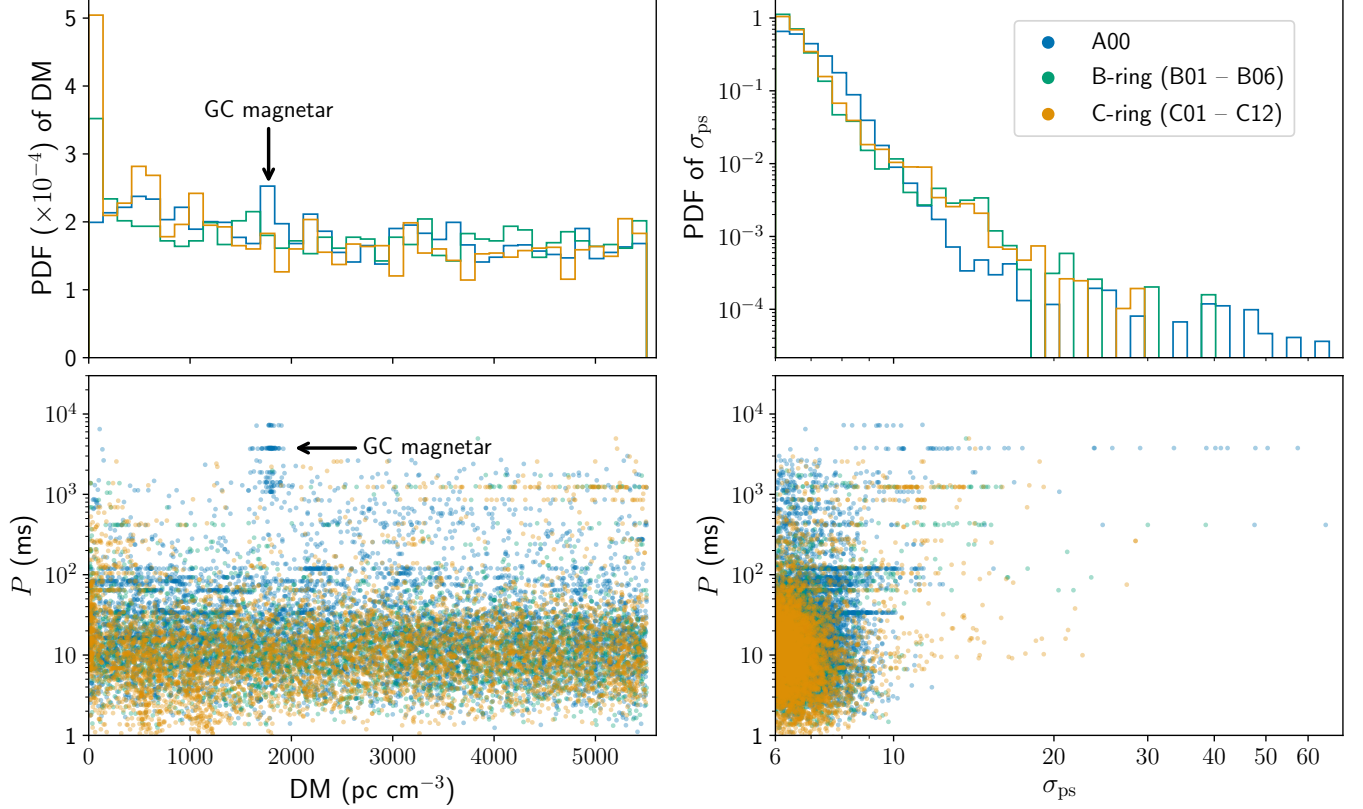 5
4
3
2
1
0
PDF (×10⁻⁴) of DM
GC magnetar
1
10⁻¹
10⁻²
10⁻³
10⁻⁴
PDF of σps
A00
B-ring (B01 – B06)
C-ring (C01 – C12)
10⁴
10³
10²
10
1
P (ms)
GC magnetar
0 1000 2000 3000 4000 5000
DM (pc cm⁻³)
10⁴
10³
10²
10
1
P (ms)
6 10 20 30 40 50 60
σps